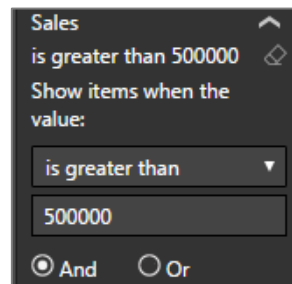 Sales
is greater than 500000
Show items when the
value:
is greater than
500000
And Or